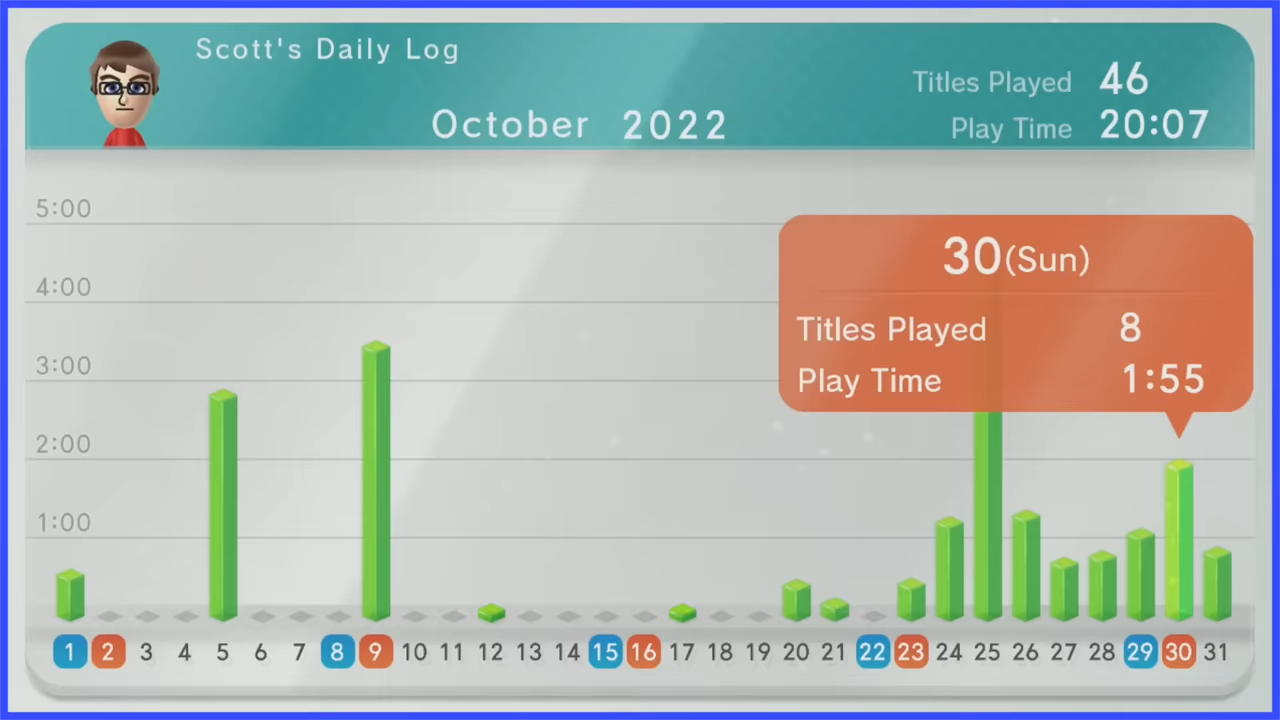 Scott's Daily Log
October 2022
Titles Played 46
Play Time 20:07
5:00
4:00
3:00
2:00
1:00
30(Sun)
Titles Played 8
Play Time 1:55
1 2 3 4 5 6 7 8 9 10 11 12 13 14 15 16 17 18 19 20 21 22 23 24 25 26 27 28 29 30 31